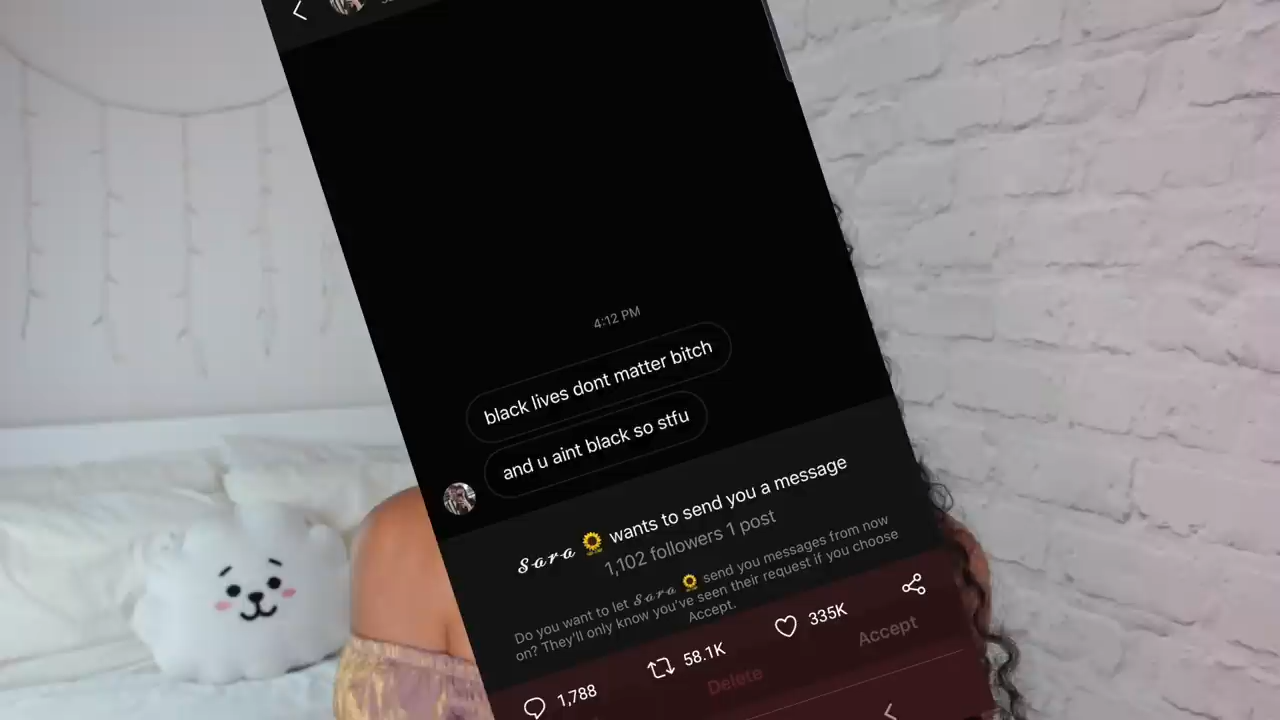 4:12 PM
black lives dont matter bitch
and u aint black so stfu
𝓼𝓪𝓻𝓪 🌻 wants to send you a message
1,102 followers 1 post
Do you want to let 𝓼𝓪𝓻𝓪 🌻 send you messages from now
on? They'll only know you've seen their request if you choose
Accept.
1,788
58.1K
335K
Delete
Accept